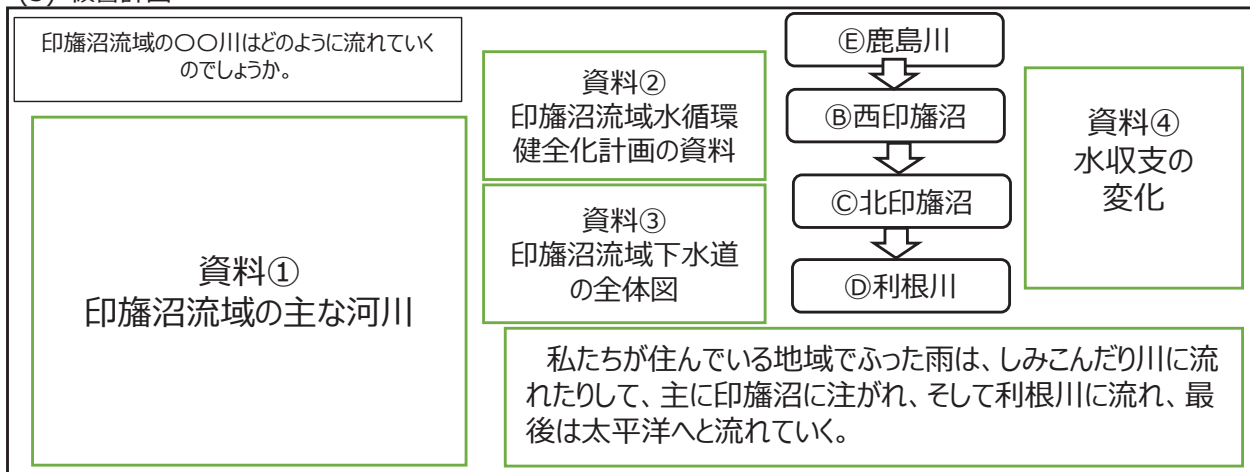 印旛沼流域の〇〇川はどのように流れていく
のでしょうか。
資料①
印旛沼流域の主な河川
資料②
印旛沼流域水循環
健全化計画の資料
資料③
印旛沼流域下水道
の全体図
Ⓔ鹿島川
Ⓑ西印旛沼
Ⓒ北印旛沼
Ⓓ利根川
資料④
水収支の
変化
私たちが住んでいる地域でふった雨は、しみこんだり川に流
れたりして、主に印旛沼に注がれ、そして利根川に流れ、最
後は太平洋へと流れていく。